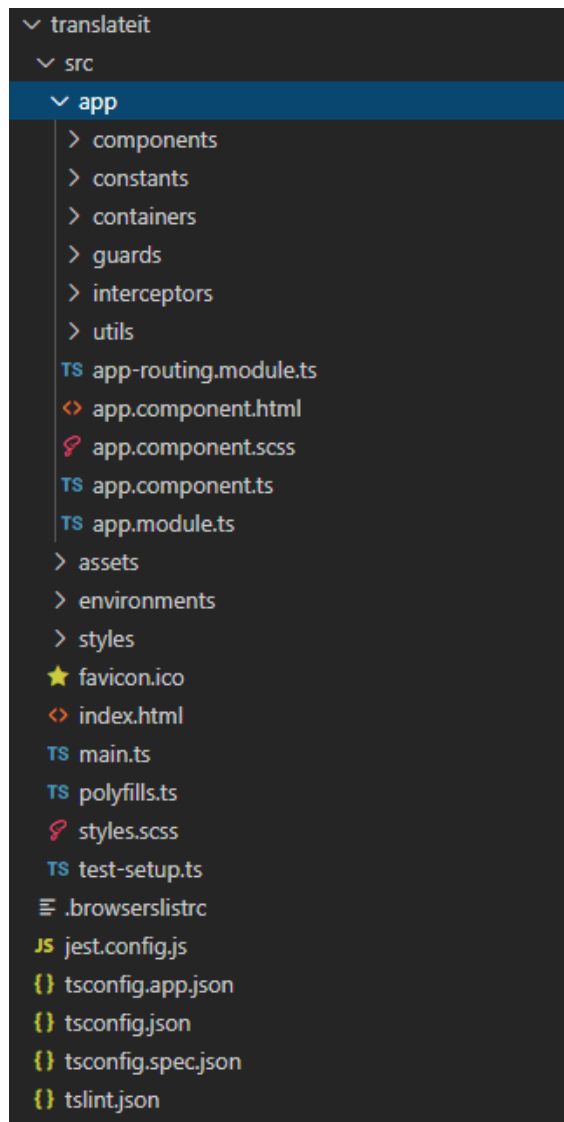 translateit
src
app
components
constants
containers
guards
interceptors
utils
TS app-routing.module.ts
<> app.component.html
app.component.scss
TS app.component.ts
TS app.module.ts
assets
environments
styles
favicon.ico
<> index.html
TS main.ts
TS polyfills.ts
styles.scss
TS test-setup.ts
.browserslistrc
JS jest.config.js
{} tsconfig.app.json
{} tsconfig.json
{} tsconfig.spec.json
{} tslint.json